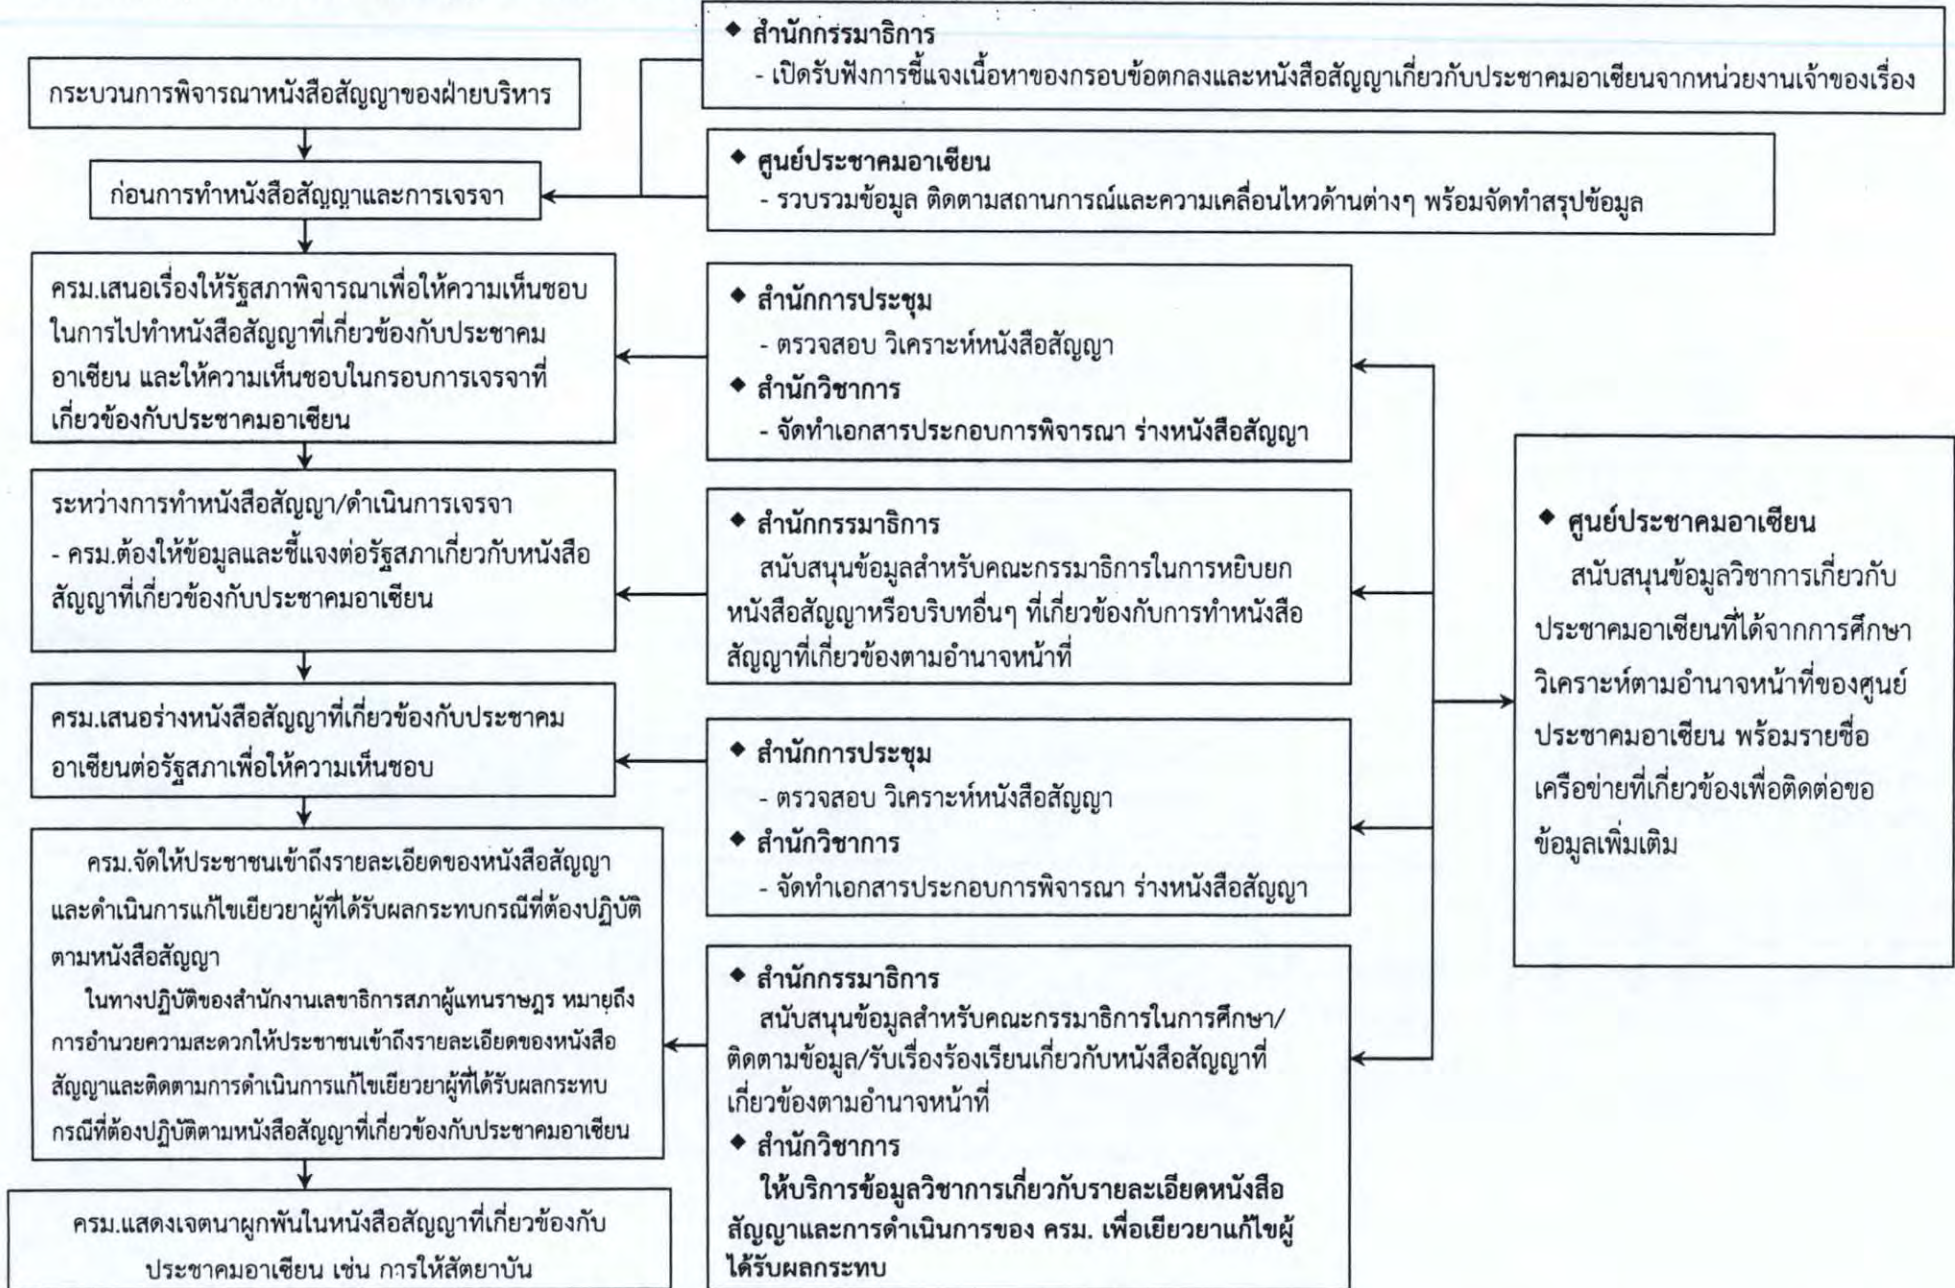 กระบวนการพิจารณาหนังสือสัญญาของฝ่ายบริหาร
ก่อนการทำหนังสือสัญญาและการเจรจา
◆ สำนักกรรมาธิการ
- เปิดรับฟังการชี้แจงเนื้อหาของกรอบข้อตกลงและหนังสือสัญญาเกี่ยวกับประชาคมอาเซียนจากหน่วยงานเจ้าของเรื่อง
◆ ศูนย์ประชาคมอาเซียน
- รวบรวมข้อมูล ติดตามสถานการณ์และความเคลื่อนไหวด้านต่างๆ พร้อมจัดทำสรุปข้อมูล
ครม.เสนอเรื่องให้รัฐสภาพิจารณาเพื่อให้ความเห็นชอบ
ในการไปทำหนังสือสัญญาที่เกี่ยวข้องกับประชาคม
อาเซียน และให้ความเห็นชอบในกรอบการเจรจาที่
เกี่ยวข้องกับประชาคมอาเซียน
◆ สำนักการประชุม
- ตรวจสอบ วิเคราะห์หนังสือสัญญา
◆ สำนักวิชาการ
- จัดทำเอกสารประกอบการพิจารณา ร่างหนังสือสัญญา
ระหว่างการทำหนังสือสัญญา/ดำเนินการเจรจา
- ครม.ต้องให้ข้อมูลและชี้แจงต่อรัฐสภาเกี่ยวกับหนังสือ
สัญญาที่เกี่ยวข้องกับประชาคมอาเซียน
◆ สำนักกรรมาธิการ
สนับสนุนข้อมูลสำหรับคณะกรรมาธิการในการหยิบยก
หนังสือสัญญาหรือบริบทอื่นๆ ที่เกี่ยวข้องกับการทำหนังสือ
สัญญาที่เกี่ยวข้องตามอำนาจหน้าที่
ครม.เสนอร่างหนังสือสัญญาที่เกี่ยวข้องกับประชาคม
อาเซียนต่อรัฐสภาเพื่อให้ความเห็นชอบ
◆ สำนักการประชุม
- ตรวจสอบ วิเคราะห์หนังสือสัญญา
◆ สำนักวิชาการ
- จัดทำเอกสารประกอบการพิจารณา ร่างหนังสือสัญญา
ครม.จัดให้ประชาชนเข้าถึงรายละเอียดของหนังสือสัญญา
และดำเนินการแก้ไขเยียวยาผู้ที่ได้รับผลกระทบกรณีที่ต้องปฏิบัติ
ตามหนังสือสัญญา
ในทางปฏิบัติของสำนักงานเลขาธิการสภาผู้แทนราษฎร หมายถึง
การอำนวยความสะดวกให้ประชาชนเข้าถึงรายละเอียดของหนังสือ
สัญญาและติดตามการดำเนินการแก้ไขเยียวยาผู้ที่ได้รับผลกระทบ
กรณีที่ต้องปฏิบัติตามหนังสือสัญญาที่เกี่ยวข้องกับประชาคมอาเซียน
◆ สำนักกรรมาธิการ
สนับสนุนข้อมูลสำหรับคณะกรรมาธิการในการศึกษา/
ติดตามข้อมูล/รับเรื่องร้องเรียนเกี่ยวกับหนังสือสัญญาที่
เกี่ยวข้องตามอำนาจหน้าที่
◆ สำนักวิชาการ
ให้บริการข้อมูลวิชาการเกี่ยวกับรายละเอียดหนังสือ
สัญญาและการดำเนินการของ ครม. เพื่อเยียวยาแก้ไขผู้
ได้รับผลกระทบ
ครม.แสดงเจตนาผูกพันในหนังสือสัญญาที่เกี่ยวข้องกับ
ประชาคมอาเซียน เช่น การให้สัตยาบัน
◆ ศูนย์ประชาคมอาเซียน
สนับสนุนข้อมูลวิชาการเกี่ยวกับ
ประชาคมอาเซียนที่ได้จากการศึกษา
วิเคราะห์ตามอำนาจหน้าที่ของศูนย์
ประชาคมอาเซียน พร้อมรายชื่อ
เครือข่ายที่เกี่ยวข้องเพื่อติดต่อขอ
ข้อมูลเพิ่มเติม